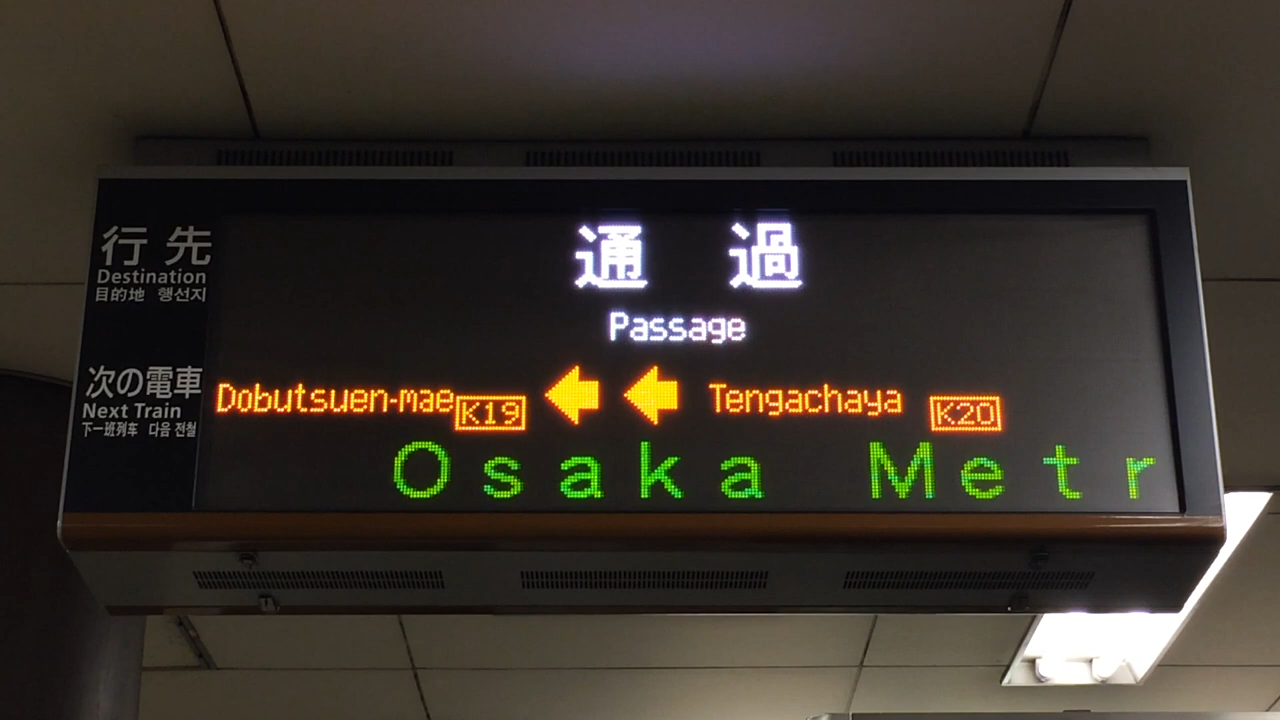 行先
Destination
目的地 행선지
通過
Passage
次の電車
Next Train
下一班列车 다음 전철
Dobutsuen-mae K19 ← ← Tengachaya K20
Osaka Metr